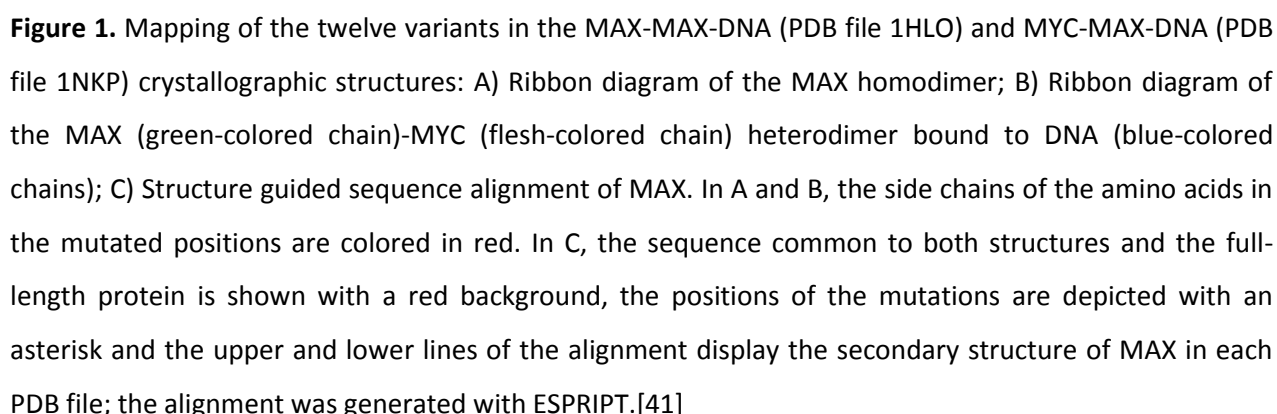 Figure 1. Mapping of the twelve variants in the MAX-MAX-DNA (PDB file 1HLO) and MYC-MAX-DNA (PDB
file 1NKP) crystallographic structures: A) Ribbon diagram of the MAX homodimer; B) Ribbon diagram of
the MAX (green-colored chain)-MYC (flesh-colored chain) heterodimer bound to DNA (blue-colored
chains); C) Structure guided sequence alignment of MAX. In A and B, the side chains of the amino acids in
the mutated positions are colored in red. In C, the sequence common to both structures and the full-
length protein is shown with a red background, the positions of the mutations are depicted with an
asterisk and the upper and lower lines of the alignment display the secondary structure of MAX in each
PDB file; the alignment was generated with ESPRIPT.[41]